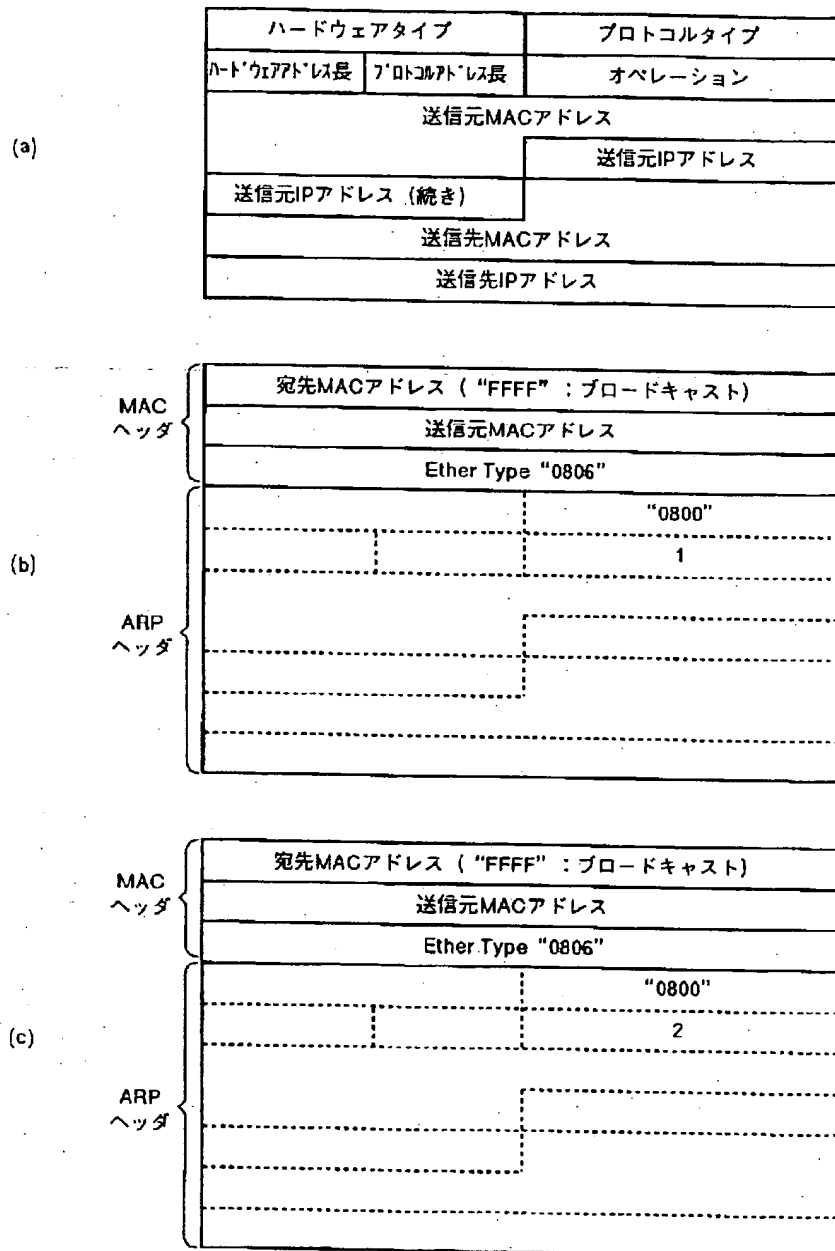 ハードウェアタイプ
プロトコルタイプ
ハードウェアアドレス長
プロトコルアドレス長
オペレーション
送信元MACアドレス
(a)
送信元IPアドレス
送信元IPアドレス (続き)
送信先MACアドレス
送信先IPアドレス
MAC
ヘッダ
宛先MACアドレス ( “FFFF” : ブロードキャスト)
送信元MACアドレス
Ether Type “0806”
(b)
“0800”
1
ARP
ヘッダ
MAC
ヘッダ
宛先MACアドレス ( “FFFF” : ブロードキャスト)
送信元MACアドレス
Ether Type “0806”
(c)
“0800”
2
ARP
ヘッダ